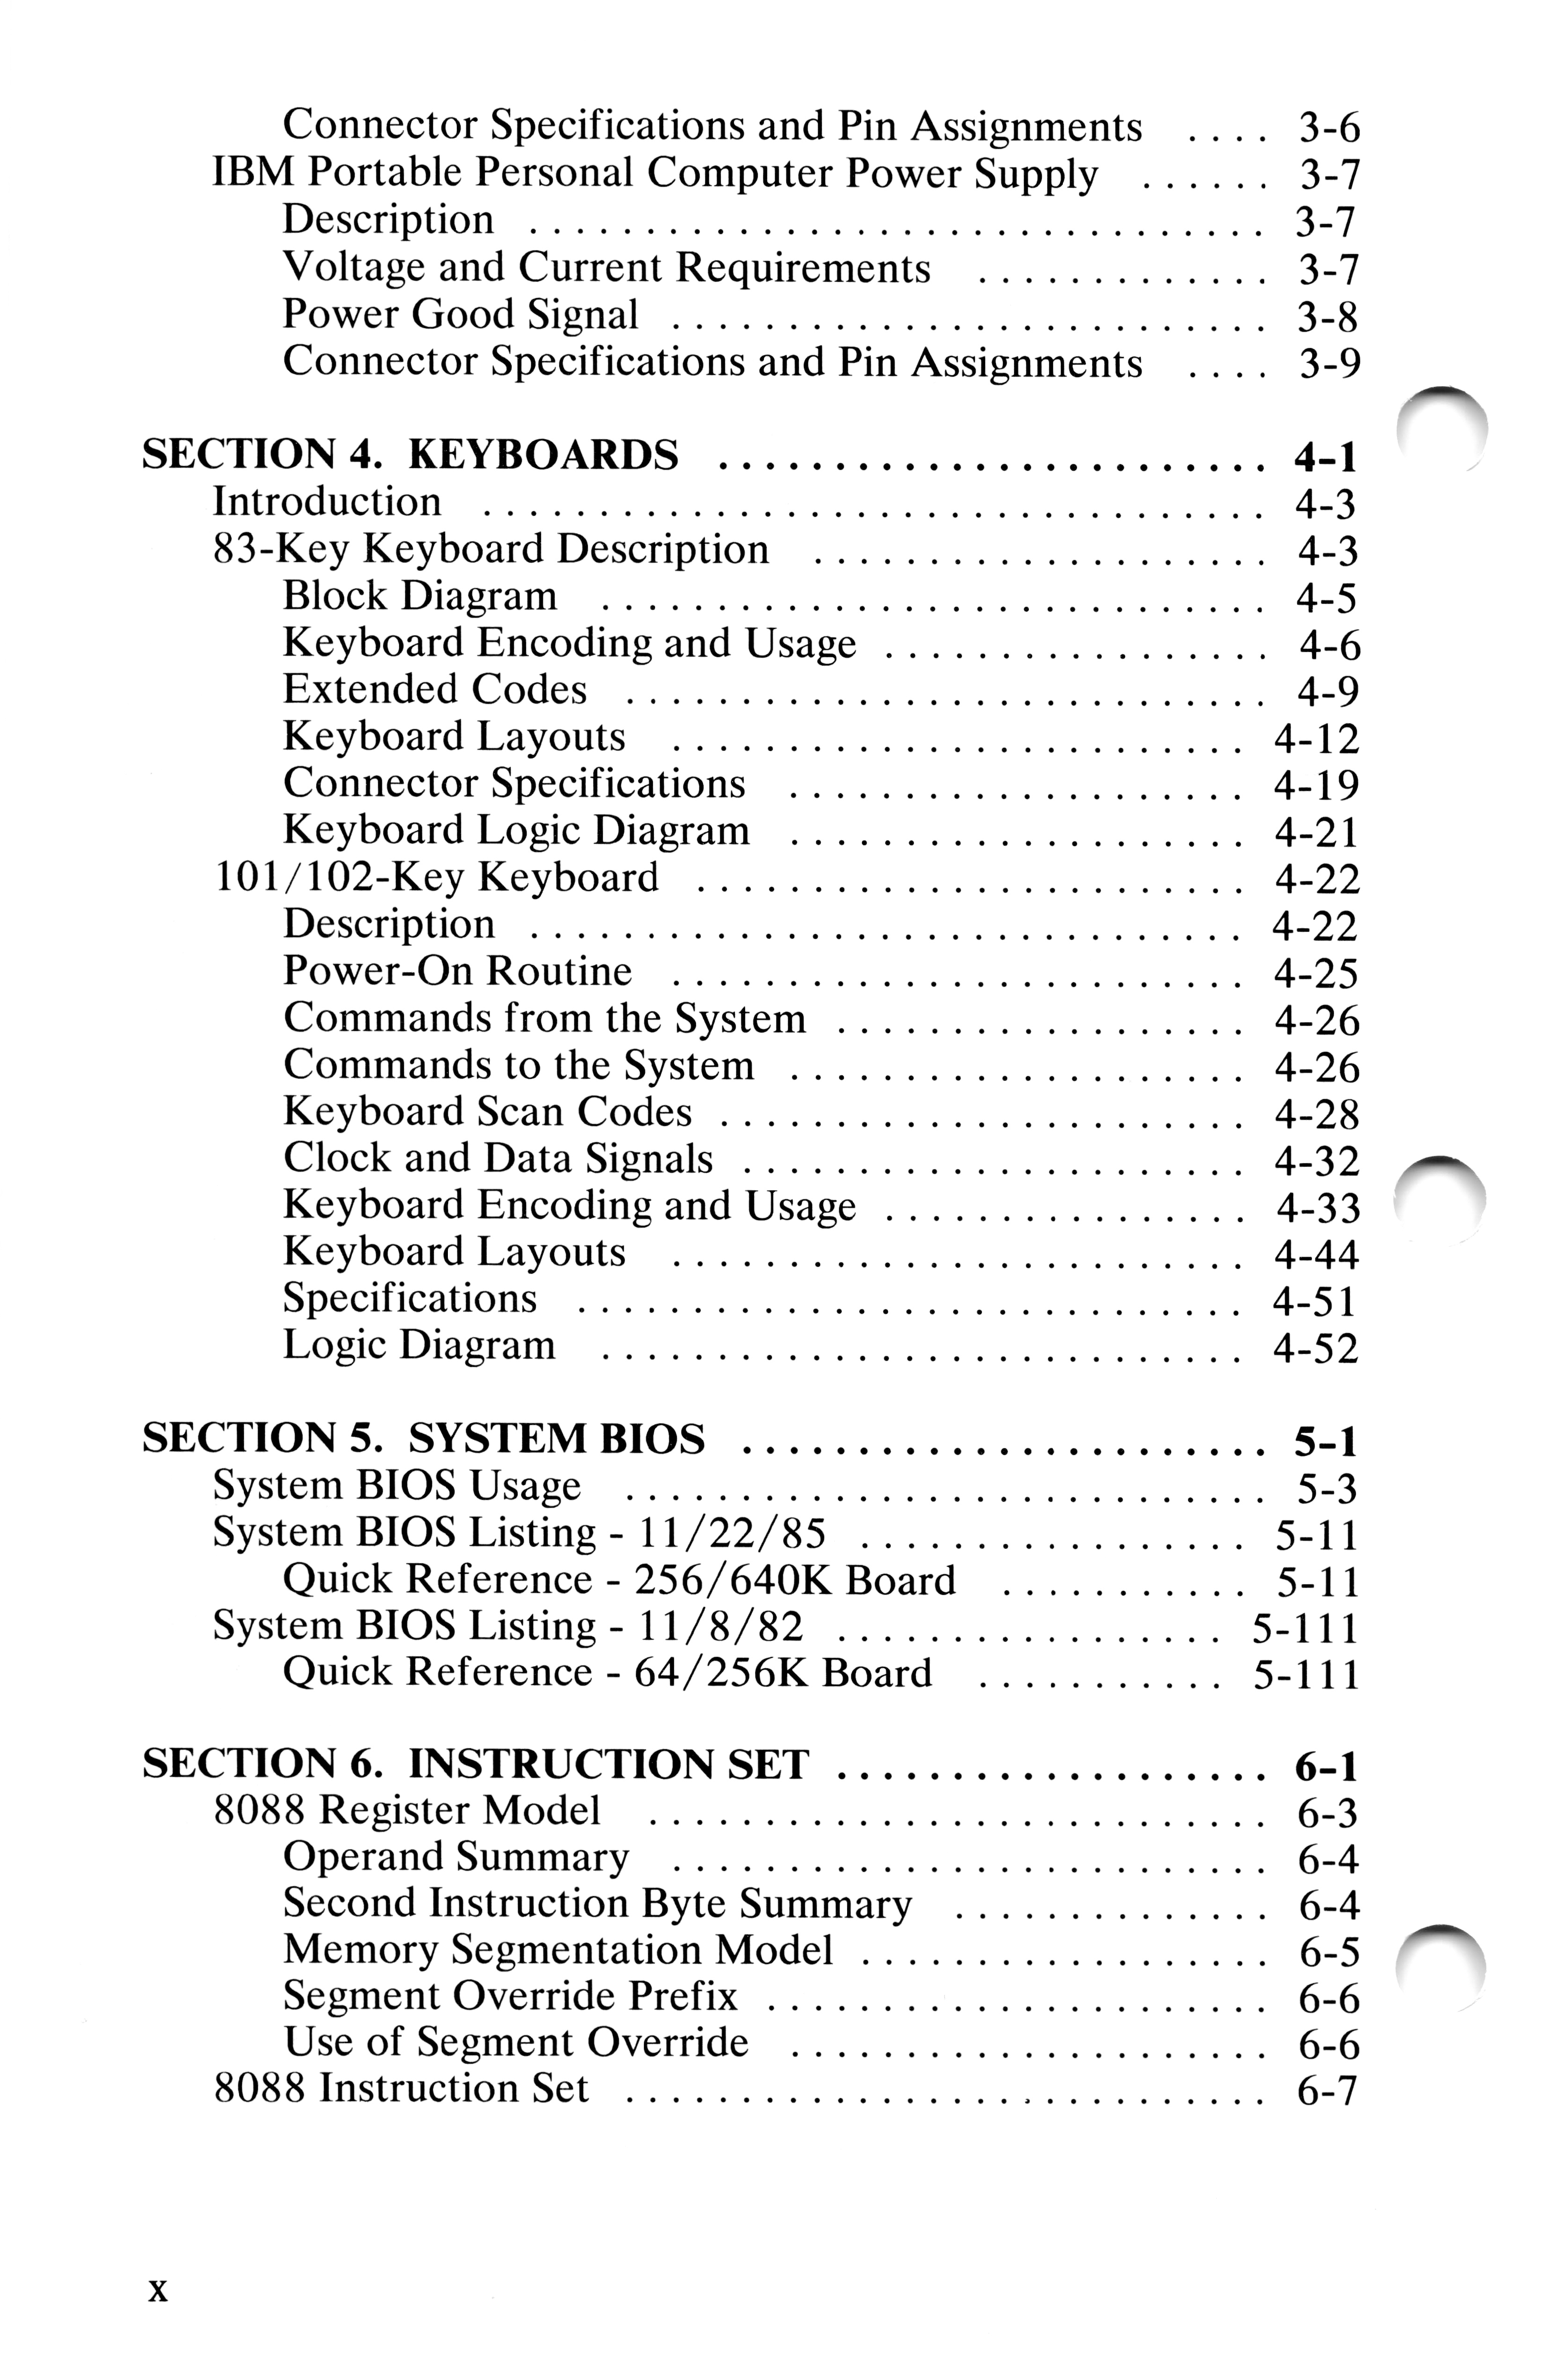 Connector Specifications and Pin Assignments .... 3-6
IBM Portable Personal Computer Power Supply ...... 3-7
Description ................................ 3-7
Voltage and Current Requirements ............. 3-7
Power Good Signal .......................... 3-8
Connector Specifications and Pin Assignments .... 3-9
SECTION 4. KEYBOARDS ........................ 4-1
Introduction .................................. 4-3
83-Key Keyboard Description .................... 4-3
Block Diagram ............................. 4-5
Keyboard Encoding and Usage ................. 4-6
Extended Codes ............................ 4-9
Keyboard Layouts ......................... 4-12
Connector Specifications .................... 4-19
Keyboard Logic Diagram .................... 4-21
101/102-Key Keyboard ........................ 4-22
Description ............................... 4-22
Power-On Routine ......................... 4-25
Commands from the System .................. 4-26
Commands to the System .................... 4-26
Keyboard Scan Codes ....................... 4-28
Clock and Data Signals ...................... 4-32
Keyboard Encoding and Usage ................ 4-33
Keyboard Layouts ......................... 4-44
Specifications ............................. 4-51
Logic Diagram ............................ 4-52
SECTION 5. SYSTEM BIOS ....................... 5-1
System BIOS Usage ............................ 5-3
System BIOS Listing - 11/22/85 ................. 5-11
Quick Reference - 256/640K Board ........... 5-11
System BIOS Listing - 11/8/82 ................. 5-111
Quick Reference - 64/256K Board ........... 5-111
SECTION 6. INSTRUCTION SET ................... 6-1
8088 Register Model ........................... 6-3
Operand Summary .......................... 6-4
Second Instruction Byte Summary .............. 6-4
Memory Segmentation Model .................. 6-5
Segment Override Prefix ...................... 6-6
Use of Segment Override ..................... 6-6
8088 Instruction Set ............................ 6-7
x